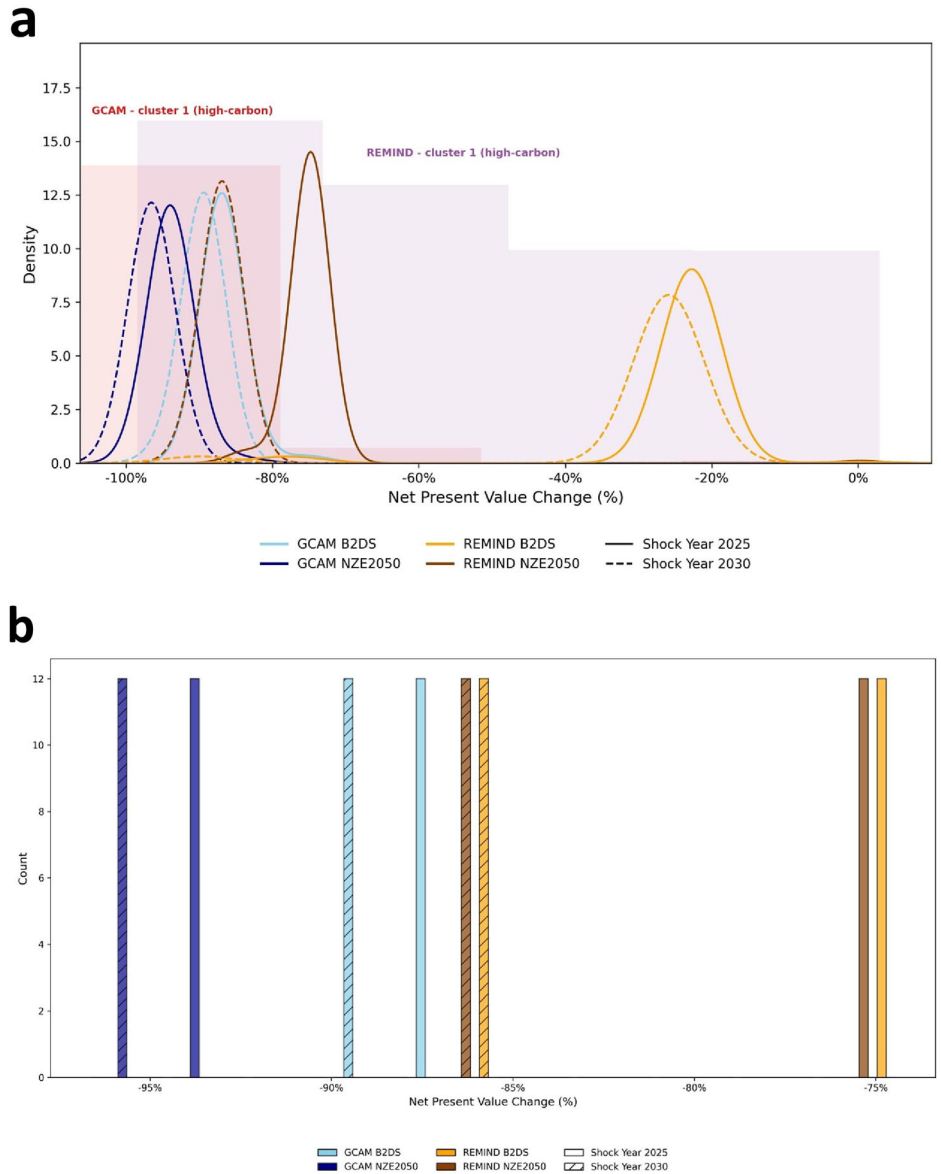 a
17.5
15.0
12.5
10.0
7.5
5.0
2.5
0.0
Density
GCAM - cluster 1 (high-carbon)
REMIND - cluster 1 (high-carbon)
-100% -80% -60% -40% -20% 0%
Net Present Value Change (%)
GCAM B2DS REMIND B2DS Shock Year 2025
GCAM NZE2050 REMIND NZE2050 Shock Year 2030
b
12
10
8
6
4
2
0
Count
-95% -90% -85% -80% -75%
Net Present Value Change (%)
GCAM B2DS REMIND B2DS Shock Year 2025
GCAM NZE2050 REMIND NZE2050 Shock Year 2030